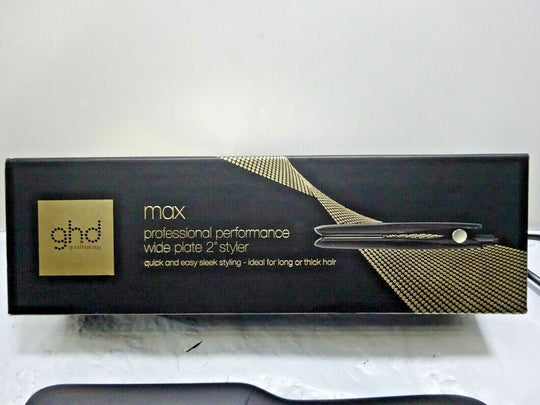 ghd
good hair day
max
professional performance
wide plate 2" styler
quick and easy sleek styling - ideal for long or thick hair